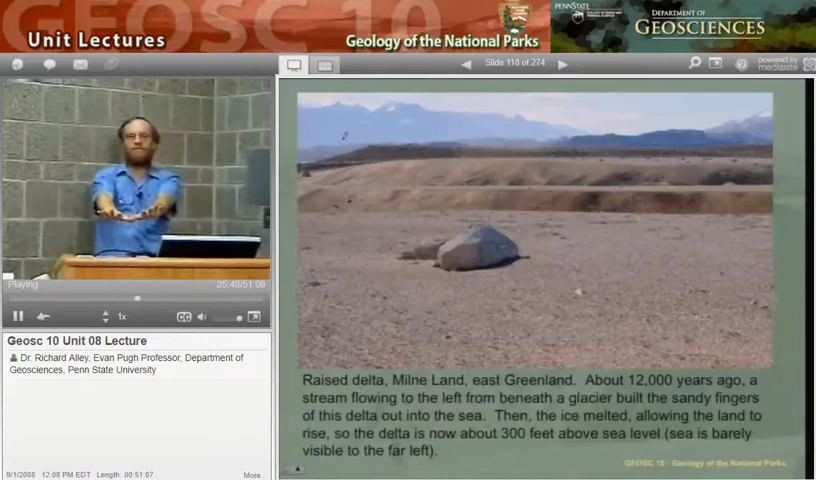 GEOSC 10
Unit Lectures
Geology of the National Parks
PENNSTATE
DEPARTMENT OF
GEOSCIENCES
Slide 118 of 274
powered by
mediasite
Playing
25:48/51:08
1x
CC
Geosc 10 Unit 08 Lecture
Dr. Richard Alley, Evan Pugh Professor, Department of
Geosciences, Penn State University
9/1/2008 12:08 PM EDT Length: 00:51:07
More...
Raised delta, Milne Land, east Greenland. About 12,000 years ago, a
stream flowing to the left from beneath a glacier built the sandy fingers
of this delta out into the sea. Then, the ice melted, allowing the land to
rise, so the delta is now about 300 feet above sea level (sea is barely
visible to the far left).
GEOSC 10 - Geology of the National Parks